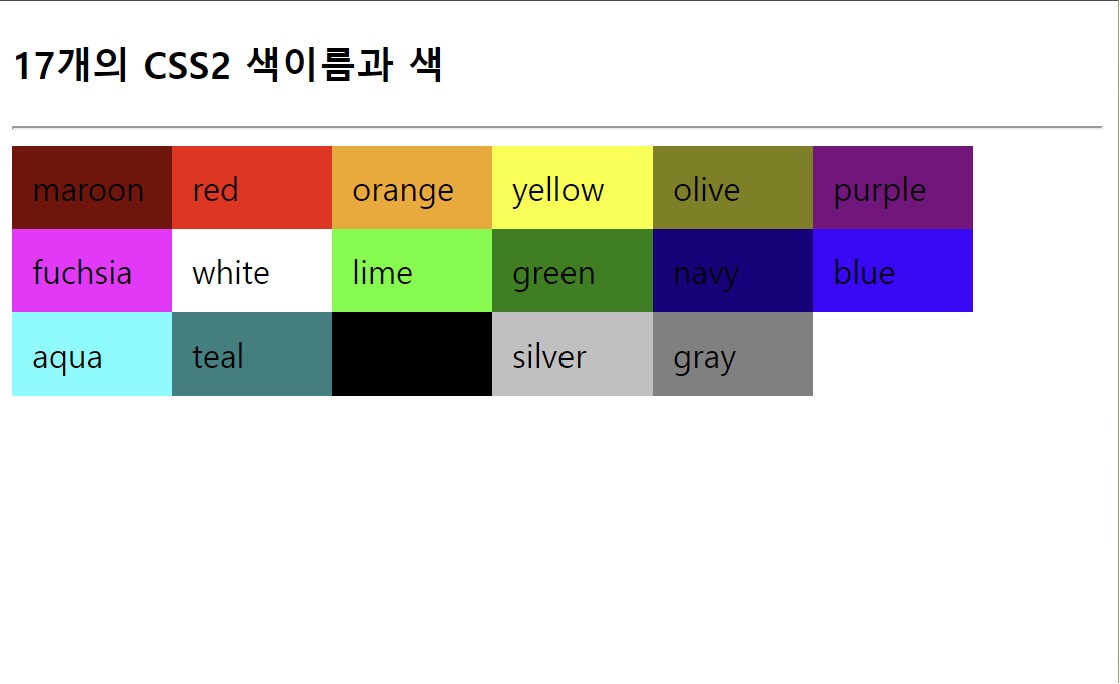 17개의 CSS2 색이름과 색
maroon red orange yellow olive purple
fuchsia white lime green navy blue
aqua teal silver gray